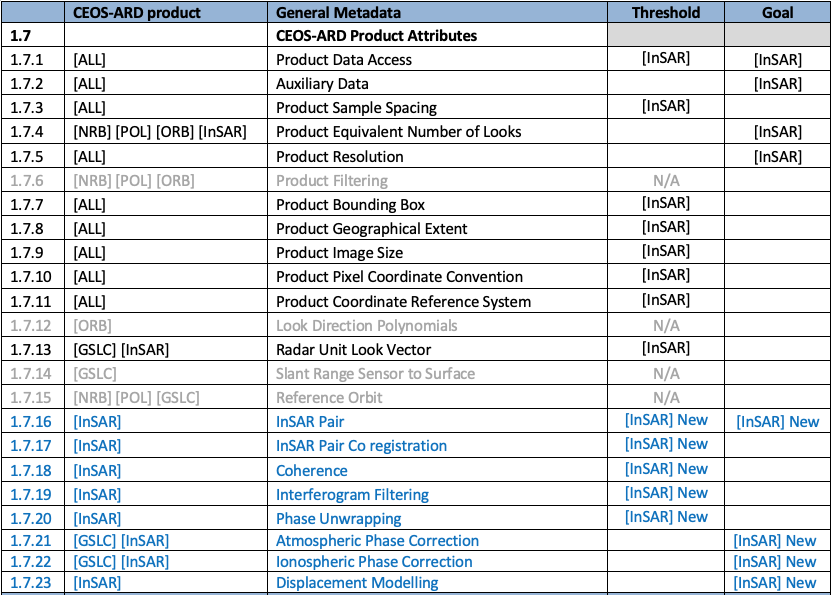 CEOS-ARD product General Metadata Threshold Goal
1.7 CEOS-ARD Product Attributes
1.7.1 [ALL] Product Data Access [InSAR] [InSAR]
1.7.2 [ALL] Auxiliary Data [InSAR]
1.7.3 [ALL] Product Sample Spacing [InSAR]
1.7.4 [NRB] [POL] [ORB] [InSAR] Product Equivalent Number of Looks [InSAR]
1.7.5 [ALL] Product Resolution [InSAR]
1.7.6 [NRB] [POL] [ORB] Product Filtering N/A
1.7.7 [ALL] Product Bounding Box [InSAR]
1.7.8 [ALL] Product Geographical Extent [InSAR]
1.7.9 [ALL] Product Image Size [InSAR]
1.7.10 [ALL] Product Pixel Coordinate Convention [InSAR]
1.7.11 [ALL] Product Coordinate Reference System [InSAR]
1.7.12 [ORB] Look Direction Polynomials N/A
1.7.13 [GSLC] [InSAR] Radar Unit Look Vector [InSAR]
1.7.14 [GSLC] Slant Range Sensor to Surface N/A
1.7.15 [NRB] [POL] [GSLC] Reference Orbit N/A
1.7.16 [InSAR] InSAR Pair [InSAR] New [InSAR] New
1.7.17 [InSAR] InSAR Pair Co registration [InSAR] New
1.7.18 [InSAR] Coherence [InSAR] New
1.7.19 [InSAR] Interferogram Filtering [InSAR] New
1.7.20 [InSAR] Phase Unwrapping [InSAR] New
1.7.21 [GSLC] [InSAR] Atmospheric Phase Correction [InSAR] New
1.7.22 [GSLC] [InSAR] Ionospheric Phase Correction [InSAR] New
1.7.23 [InSAR] Displacement Modelling [InSAR] New